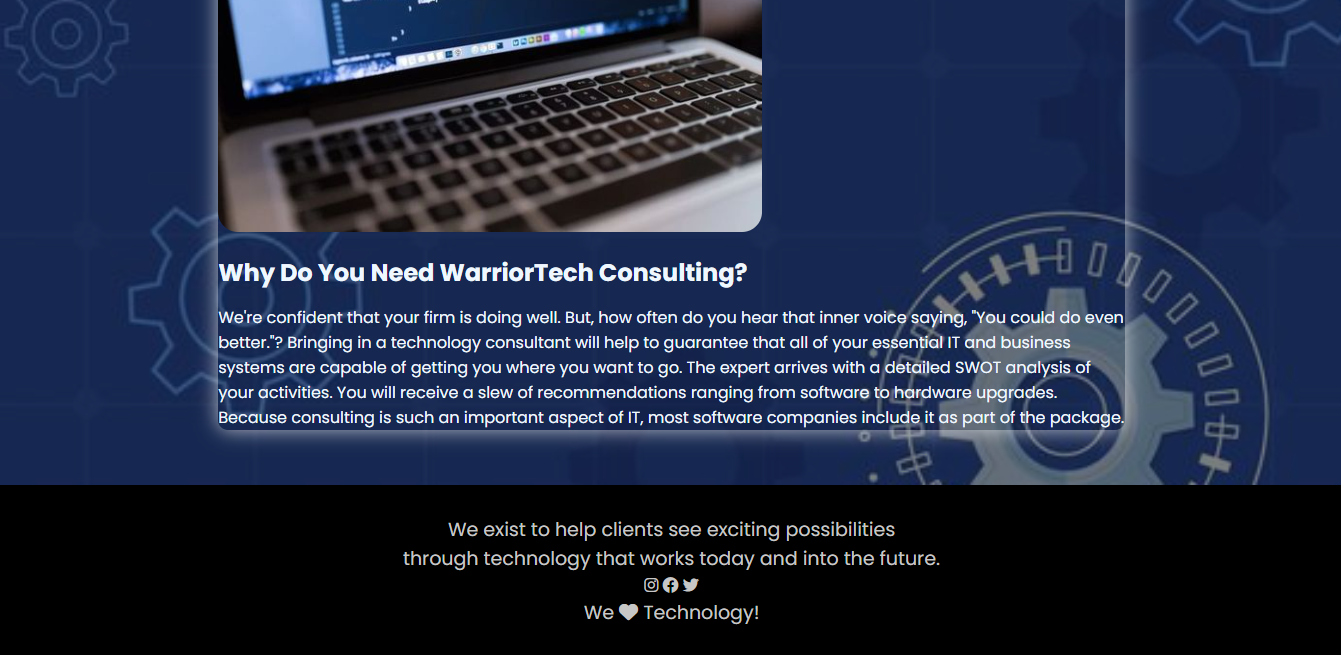 Why Do You Need WarriorTech Consulting?
We're confident that your firm is doing well. But, how often do you hear that inner voice saying, "You could do even
better."? Bringing in a technology consultant will help to guarantee that all of your essential IT and business
systems are capable of getting you where you want to go. The expert arrives with a detailed SWOT analysis of
your activities. You will receive a slew of recommendations ranging from software to hardware upgrades.
Because consulting is such an important aspect of IT, most software companies include it as part of the package.
We exist to help clients see exciting possibilities
through technology that works today and into the future.
We ♥ Technology!